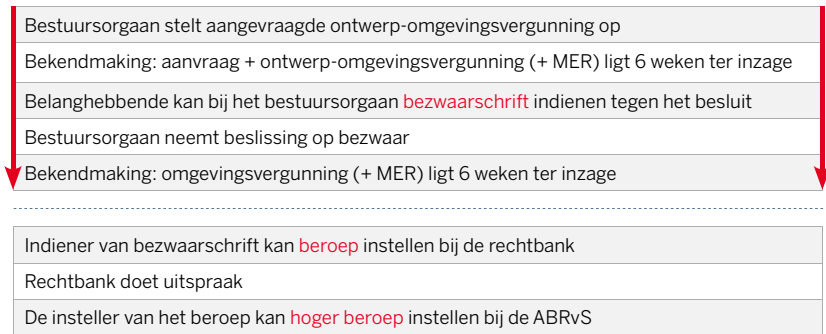 Bestuursorgaan stelt aangevraagde ontwerp-omgevingsvergunning op
Bekendmaking: aanvraag + ontwerp-omgevingsvergunning (+ MER) ligt 6 weken ter inzage
Belanghebbende kan bij het bestuursorgaan bezwaarschrift indienen tegen het besluit
Bestuursorgaan neemt beslissing op bezwaar
Bekendmaking: omgevingsvergunning (+ MER) ligt 6 weken ter inzage
Indiener van bezwaarschrift kan beroep instellen bij de rechtbank
Rechtbank doet uitspraak
De insteller van het beroep kan hoger beroep instellen bij de ABRvS